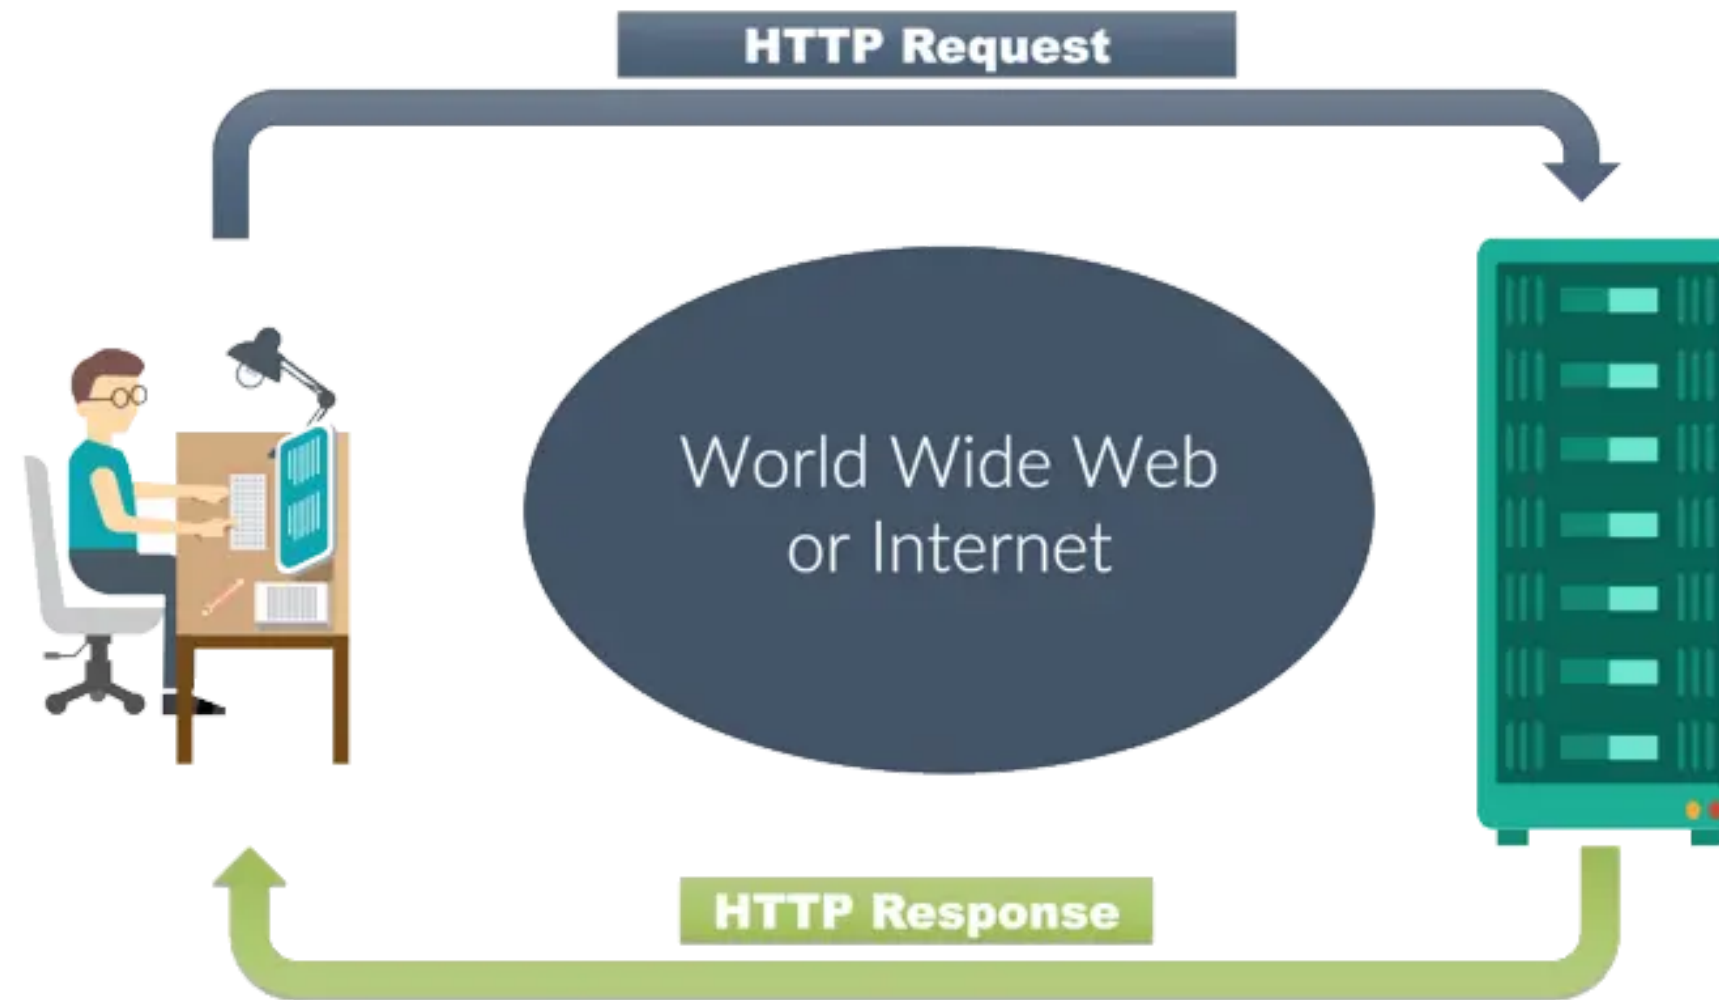 HTTP Request
World Wide Web
or Internet
HTTP Response